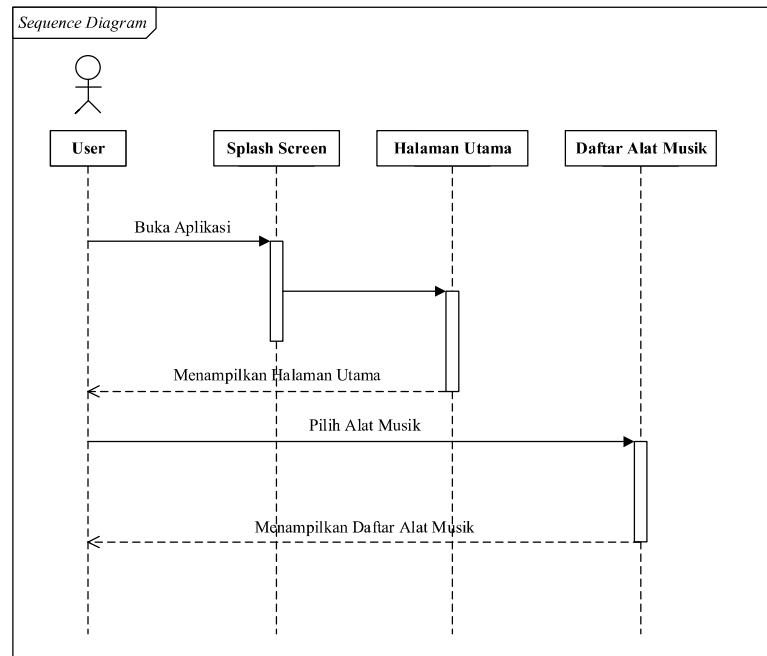 Sequence Diagram
User
Splash Screen
Halaman Utama
Daftar Alat Musik
Buka Aplikasi
Menampilkan Halaman Utama
Pilih Alat Musik
Menampilkan Daftar Alat Musik